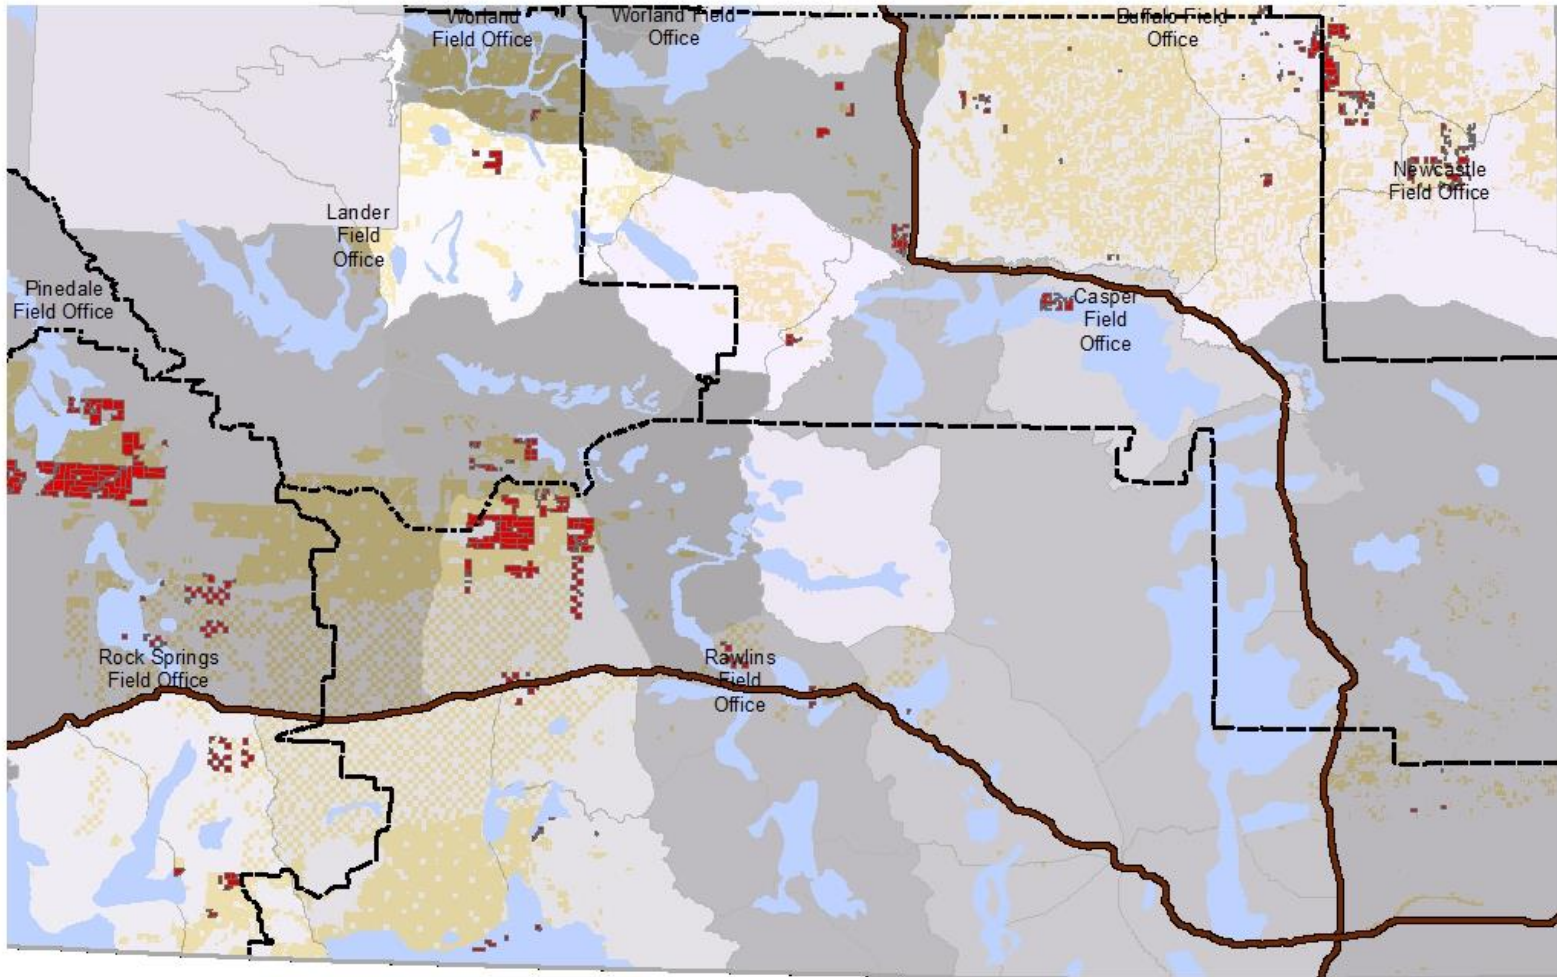 Worland
Field Office
Worland Field
Office
Buffalo Field
Office
Newcastle
Field Office
Lander
Field
Office
Pinedale
Field Office
Casper
Field
Office
Rock Springs
Field Office
Rawlins
Field
Office